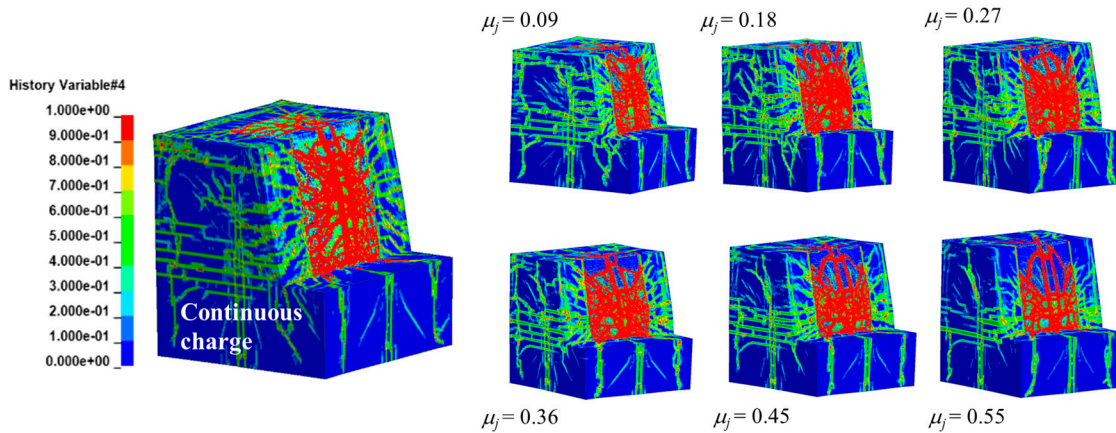 History Variable#4
1.000e+00
9.000e-01
8.000e-01
7.000e-01
6.000e-01
5.000e-01
4.000e-01
3.000e-01
2.000e-01
1.000e-01
0.000e+00
Continuous
charge
μj = 0.09
μj = 0.18
μj = 0.27
μj = 0.36
μj = 0.45
μj = 0.55